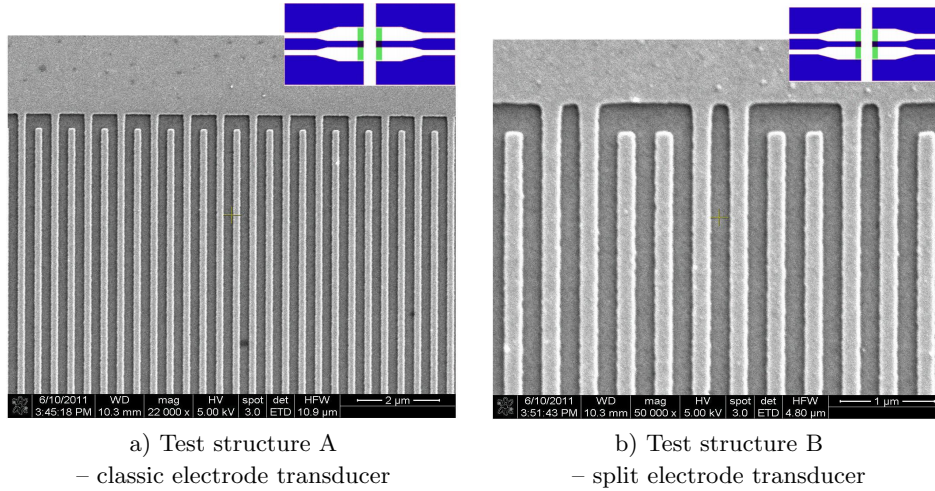 6/10/2011 WD mag HV spot det HFW
3:45:18 PM 10.3 mm 22 000 x 5.00 kV 3.0 ETD 10.9 µm
2 µm
6/10/2011 WD mag HV spot det HFW
3:51:43 PM 10.3 mm 50 000 x 5.00 kV 3.0 ETD 4.80 µm
1 µm
a) Test structure A
– classic electrode transducer
b) Test structure B
– split electrode transducer